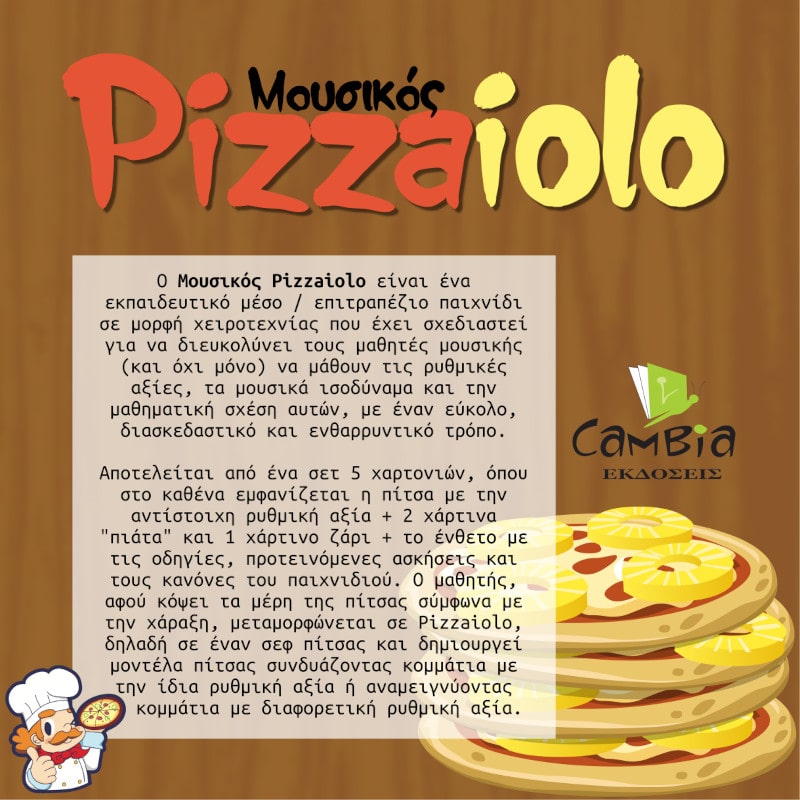 Μουσικός
Pizzaiolo
Ο Μουσικός Pizzaiolo είναι ένα
εκπαιδευτικό μέσο / επιτραπέζιο παιχνίδι
σε μορφή χειροτεχνίας που έχει σχεδιαστεί
για να διευκολύνει τους μαθητές μουσικής
(και όχι μόνο) να μάθουν τις ρυθμικές
αξίες, τα μουσικά ισοδύναμα και την
μαθηματική σχέση αυτών, με έναν εύκολο,
διασκεδαστικό και ενθαρρυντικό τρόπο.
Αποτελείται από ένα σετ 5 χαρτονιών, όπου
στο καθένα εμφανίζεται η πίτσα με την
αντίστοιχη ρυθμική αξία + 2 χάρτινα
"πιάτα" και 1 χάρτινο ζάρι + το ένθετο με
τις οδηγίες, προτεινόμενες ασκήσεις και
τους κανόνες του παιχνιδιού. Ο μαθητής,
αφού κόψει τα μέρη της πίτσας σύμφωνα με
την χάραξη, μεταμορφώνεται σε Pizzaiolo,
δηλαδή σε έναν σεφ πίτσας και δημιουργεί
μοντέλα πίτσας συνδυάζοντας κομμάτια με
την ίδια ρυθμική αξία ή αναμειγνύοντας
κομμάτια με διαφορετική ρυθμική αξία.
CamBia
ΕΚΔΟΣΕΙΣ